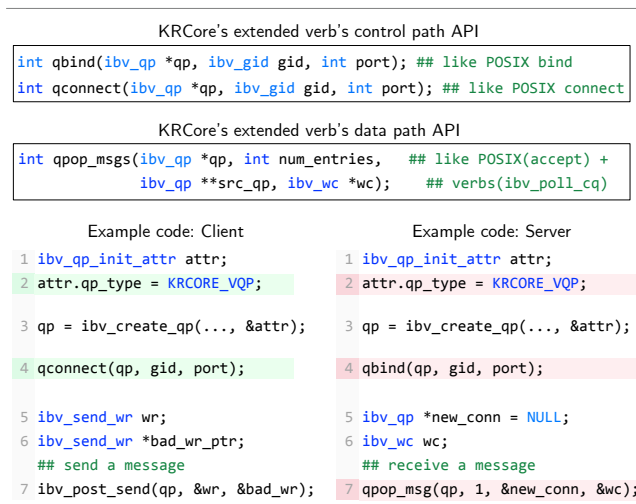 KRCore's extended verb's control path API
int qbind(ibv_qp *qp, ibv_gid gid, int port); ## like POSIX bind
int qconnect(ibv_qp *qp, ibv_gid gid, int port); ## like POSIX connect
KRCore's extended verb's data path API
int qpop_msgs(ibv_qp *qp, int num_entries, ## like POSIX(accept) +
ibv_qp **src_qp, ibv_wc *wc); ## verbs(ibv_poll_cq)
Example code: Client
1 ibv_qp_init_attr attr;
2 attr.qp_type = KRCORE_VQP;
3 qp = ibv_create_qp(..., &attr);
4 qconnect(qp, gid, port);
5 ibv_send_wr wr;
6 ibv_send_wr *bad_wr_ptr;
## send a message
7 ibv_post_send(qp, &wr, &bad_wr);
Example code: Server
1 ibv_qp_init_attr attr;
2 attr.qp_type = KRCORE_VQP;
3 qp = ibv_create_qp(..., &attr);
4 qbind(qp, gid, port);
5 ibv_qp *new_conn = NULL;
6 ibv_wc wc;
## receive a message
7 qpop_msg(qp, 1, &new_conn, &wc);